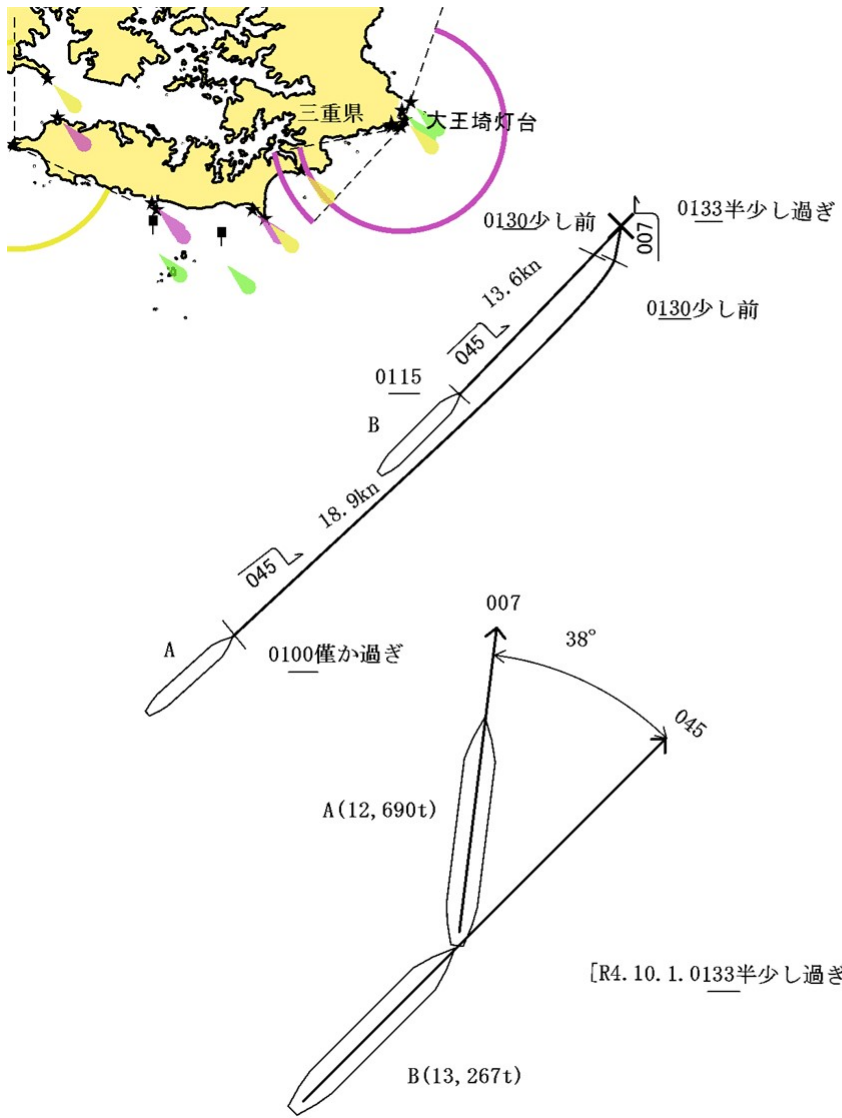 三重県
大王埼灯台
0130少し前
0133半少し過ぎ
007
13.6kn
0130少し前
045
0115
B
18.9kn
045
A
0100僅か過ぎ
007
38°
045
A(12,690t)
[R4.10.1.0133半少し過ぎ
B(13,267t)